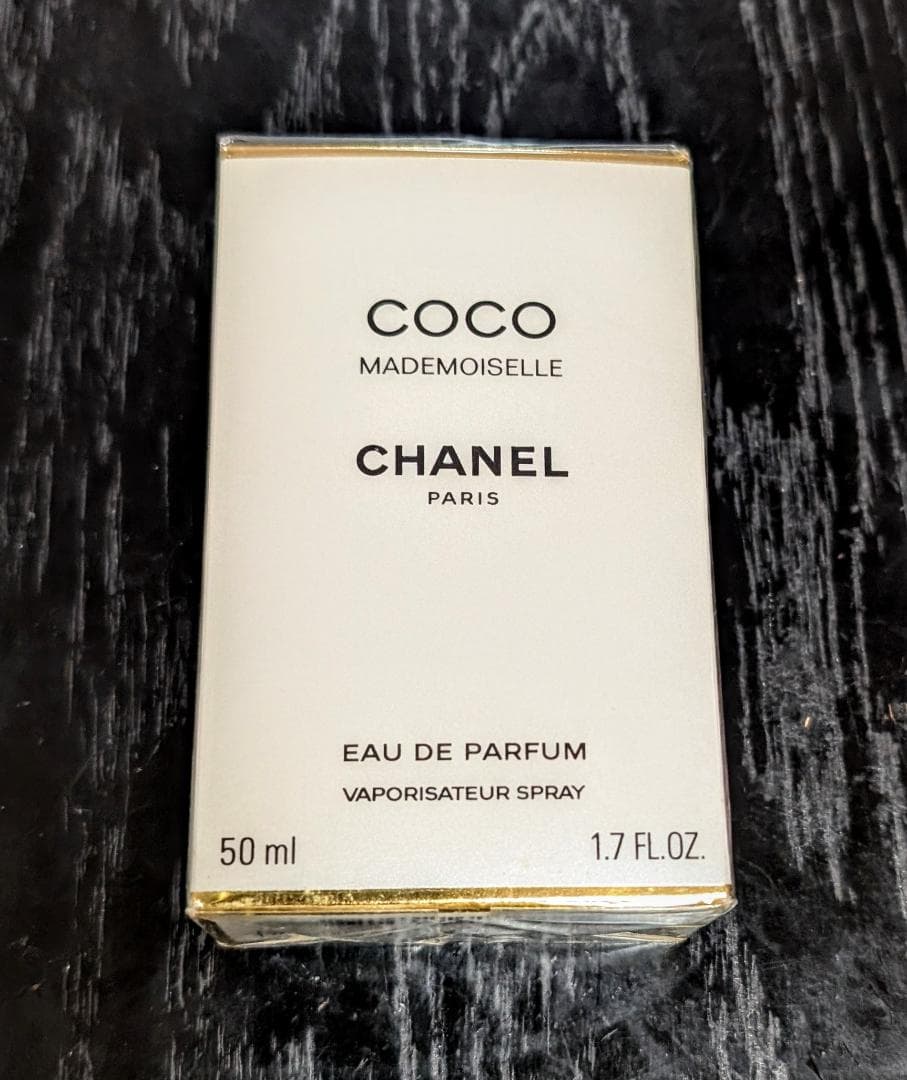 COCO
MADEMOISELLE
CHANEL
PARIS
EAU DE PARFUM
VAPORISATEUR SPRAY
50 ml 1.7 FL.OZ.